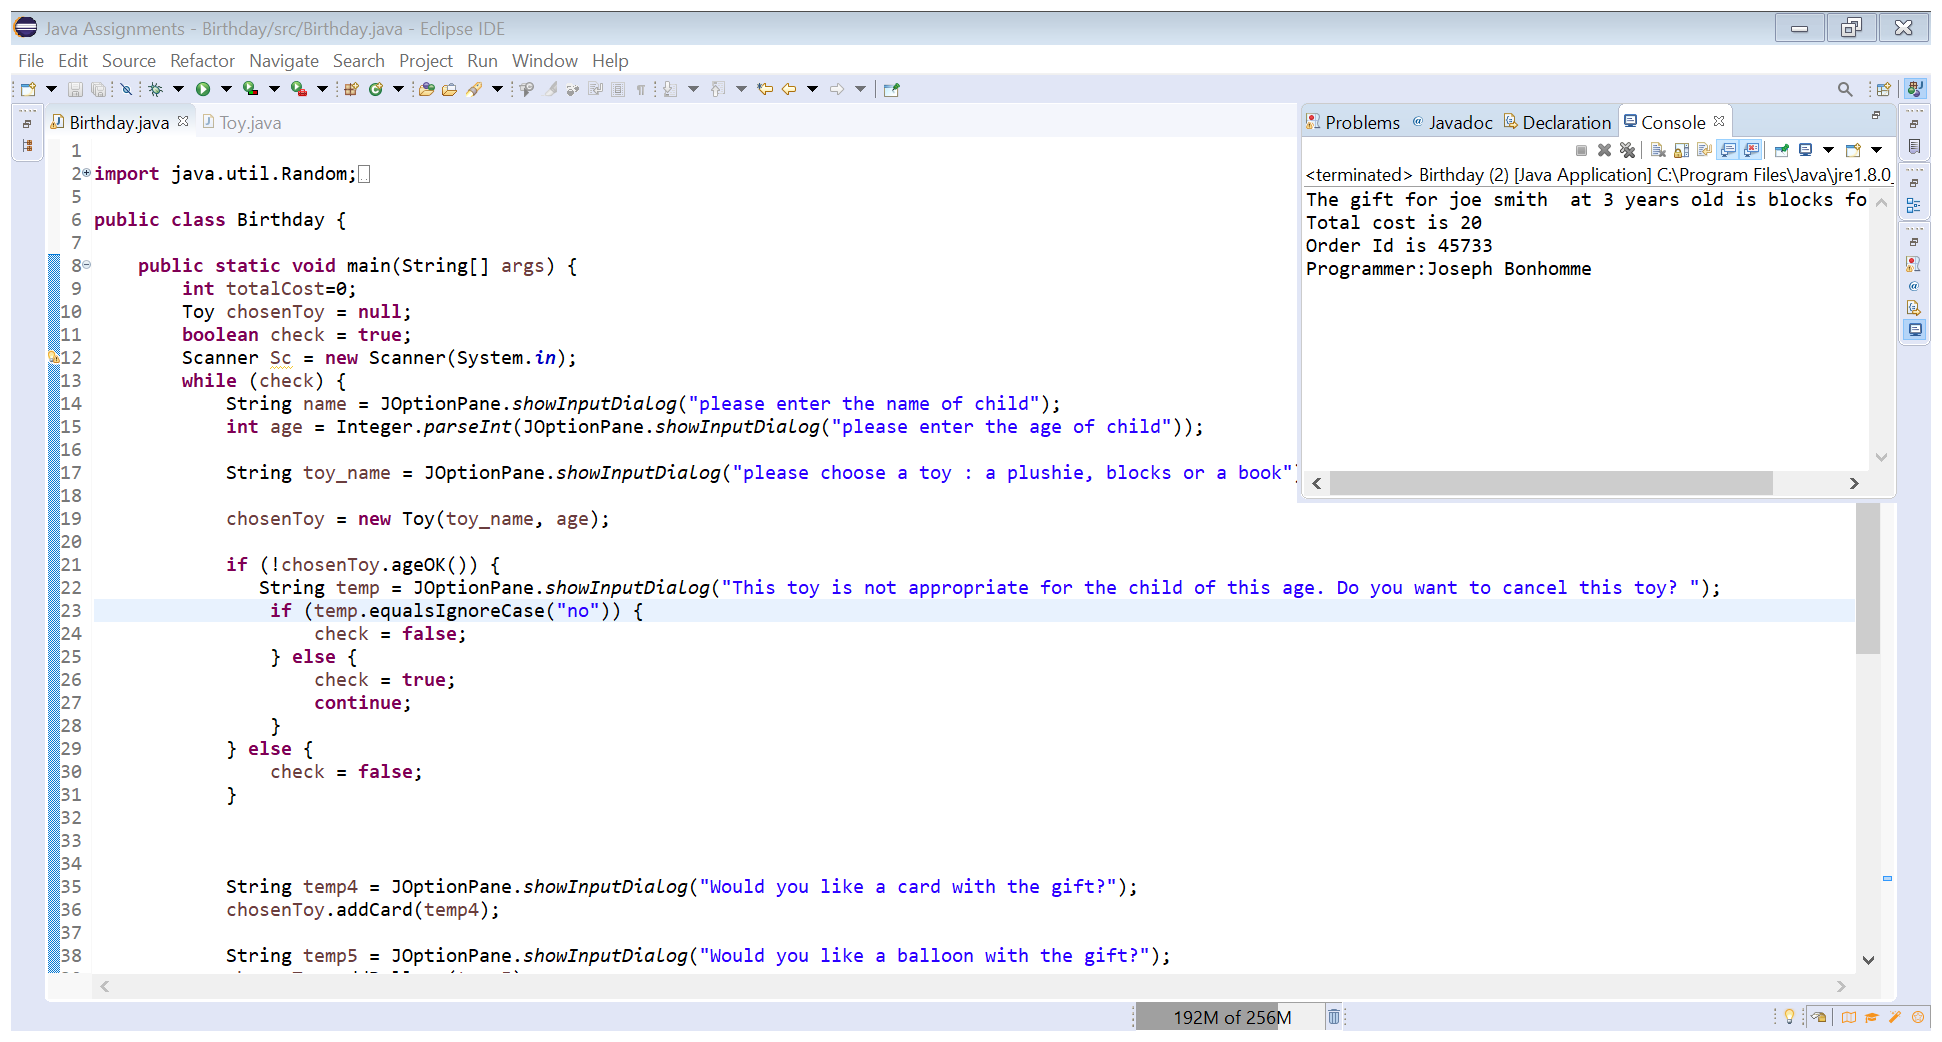 Java Assignments - Birthday/src/Birthday.java - Eclipse IDE
File Edit Source Refactor Navigate Search Project Run Window Help
Birthday.java Toy.java
1
2 import java.util.Random;
5
6 public class Birthday {
7
8 public static void main(String[] args) {
9 int totalCost=0;
10 Toy chosenToy = null;
11 boolean check = true;
12 Scanner Sc = new Scanner(System.in);
13 while (check) {
14 String name = JOptionPane.showInputDialog("please enter the name of child");
15 int age = Integer.parseInt(JOptionPane.showInputDialog("please enter the age of child"));
16
17 String toy_name = JOptionPane.showInputDialog("please choose a toy : a plushie, blocks or a book")
18
19 chosenToy = new Toy(toy_name, age);
20
21 if (!chosenToy.ageOK()) {
22 String temp = JOptionPane.showInputDialog("This toy is not appropriate for the child of this age. Do you want to cancel this toy? ");
23 if (temp.equalsIgnoreCase("no")) {
24 check = false;
25 } else {
26 check = true;
27 continue;
28 }
29 } else {
30 check = false;
31 }
32
33
34
35 String temp4 = JOptionPane.showInputDialog("Would you like a card with the gift?");
36 chosenToy.addCard(temp4);
37
38 String temp5 = JOptionPane.showInputDialog("Would you like a balloon with the gift?");
Problems Javadoc Declaration Console
<terminated> Birthday (2) [Java Application] C:\Program Files\Java\jre1.8.0_
The gift for joe smith  at 3 years old is blocks fo
Total cost is 20
Order Id is 45733
Programmer:Joseph Bonhomme
192M of 256M